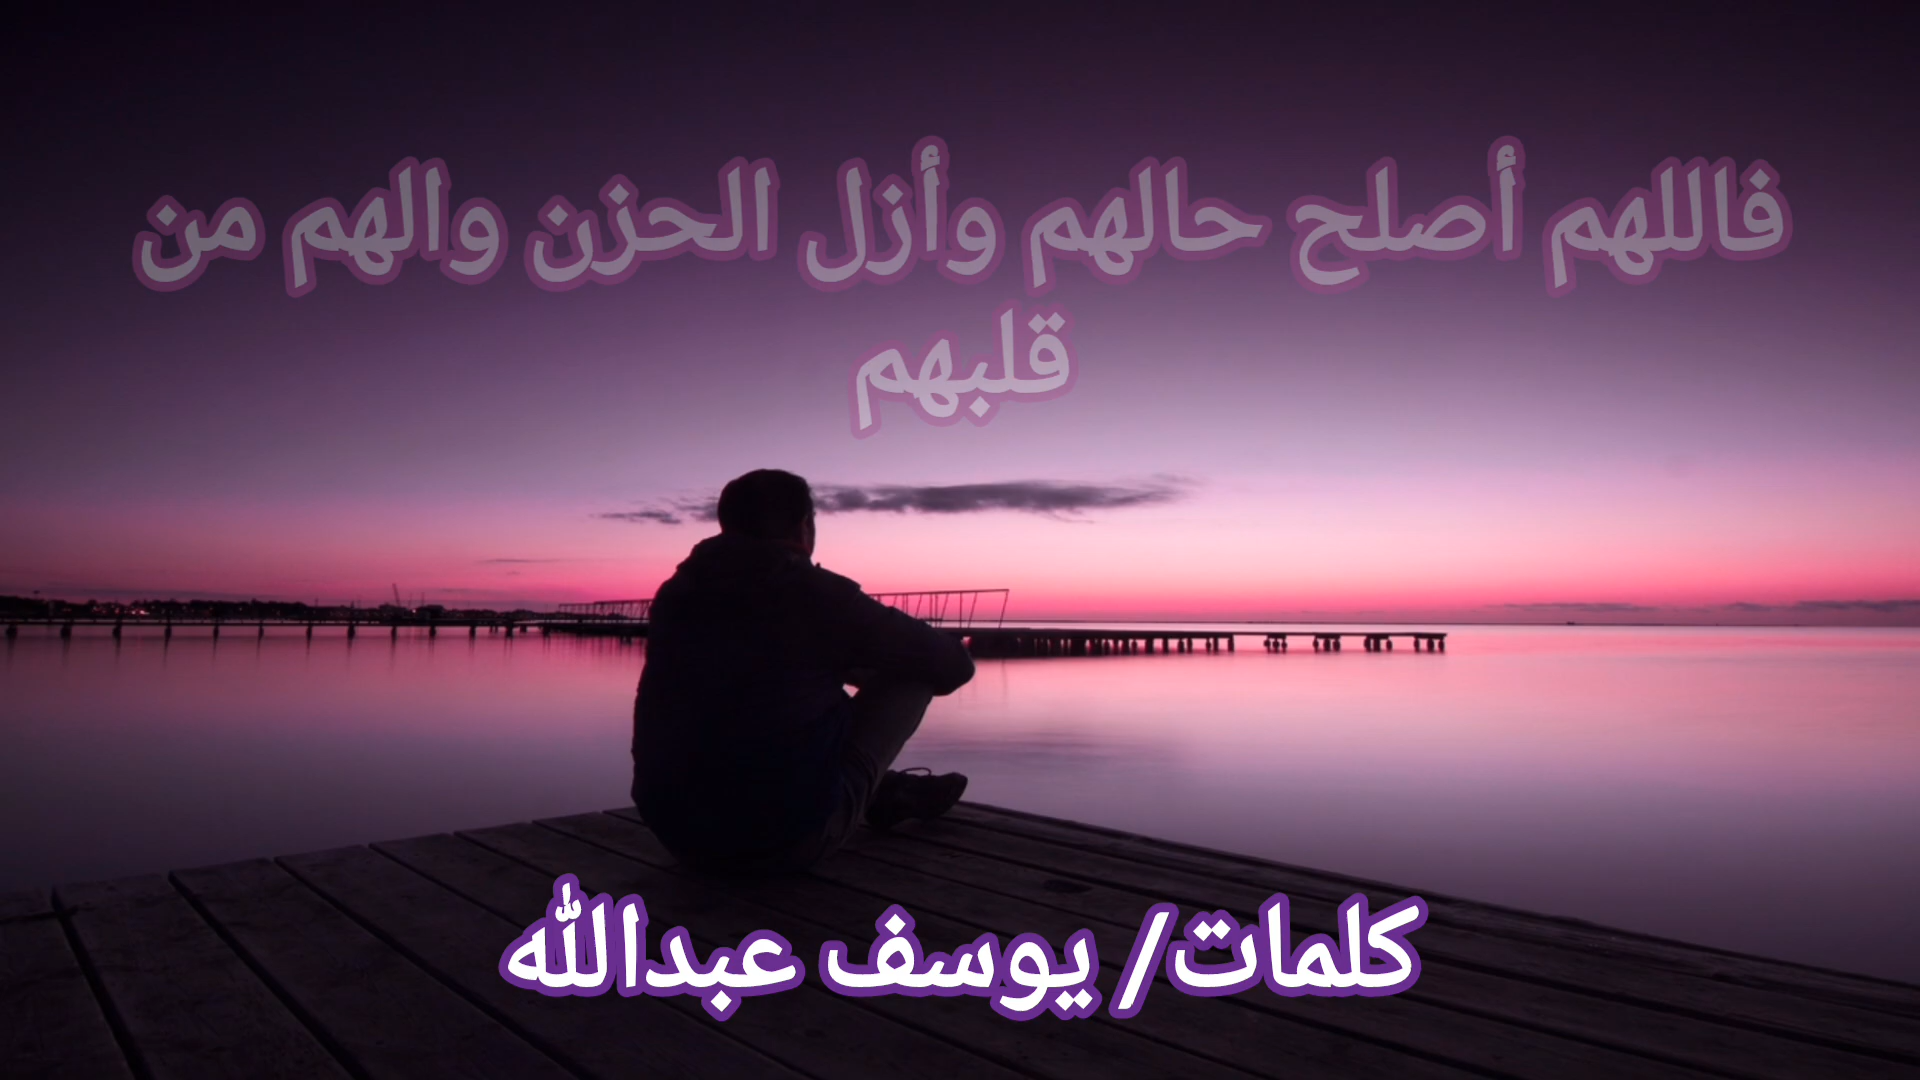 فاللهم أصلح حالهم وأزل الحزن والهم من
قلبهم
كلمات/ يوسف عبدالله